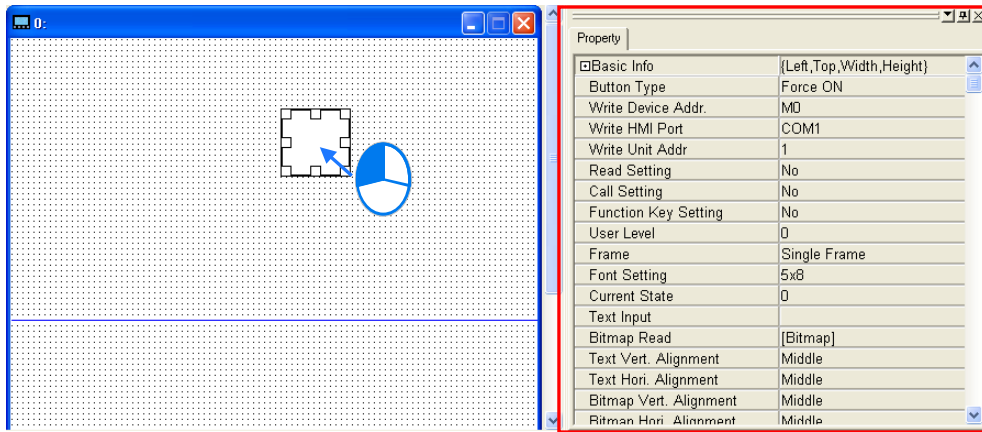 0:
Property
Basic Info {Left,Top,Width,Height}
Button Type Force ON
Write Device Addr. M0
Write HMI Port COM1
Write Unit Addr 1
Read Setting No
Call Setting No
Function Key Setting No
User Level 0
Frame Single Frame
Font Setting 5x8
Current State 0
Text Input
Bitmap Read [Bitmap]
Text Vert. Alignment Middle
Text Hori. Alignment Middle
Bitmap Vert. Alignment Middle
Bitmap Hori. Alignment Middle